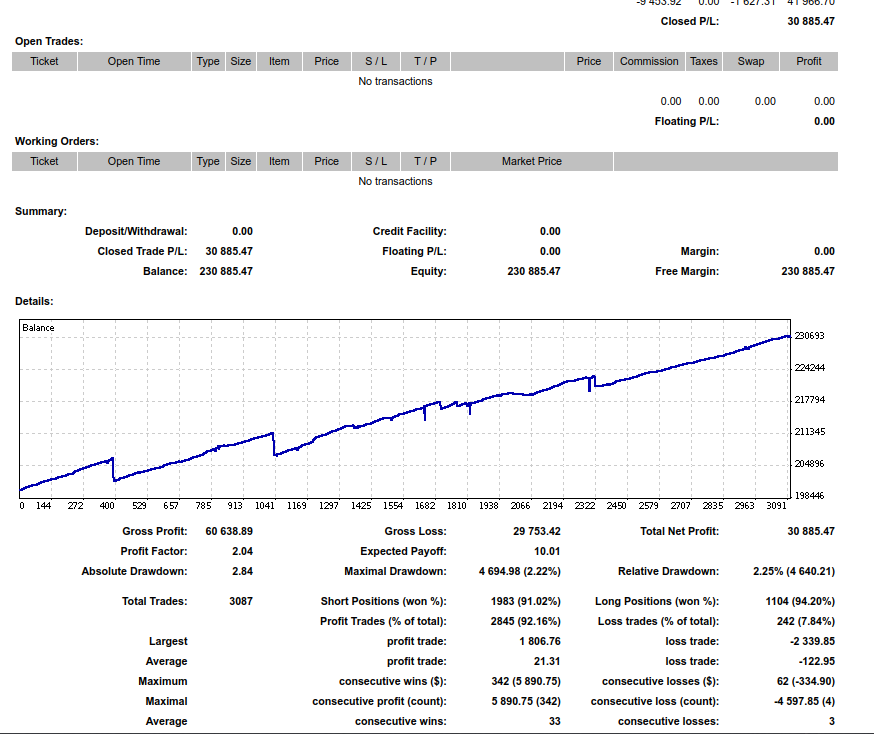 -9 453.92 0.00 -1 627.31 41 966.70
Closed P/L: 30 885.47
Open Trades:
Ticket Open Time Type Size Item Price S / L T / P Price Commission Taxes Swap Profit
No transactions
0.00 0.00 0.00 0.00
Floating P/L: 0.00
Working Orders:
Ticket Open Time Type Size Item Price S / L T / P Market Price
No transactions
Summary:
Deposit/Withdrawal: 0.00 Credit Facility: 0.00
Closed Trade P/L: 30 885.47 Floating P/L: 0.00 Margin: 0.00
Balance: 230 885.47 Equity: 230 885.47 Free Margin: 230 885.47
Details:
Balance
230693
224244
217794
211345
204896
198446
0 144 272 400 529 657 785 913 1041 1169 1297 1425 1554 1682 1810 1938 2066 2194 2322 2450 2579 2707 2835 2963 3091
Gross Profit: 60 638.89 Gross Loss: 29 753.42 Total Net Profit: 30 885.47
Profit Factor: 2.04 Expected Payoff: 10.01
Absolute Drawdown: 2.84 Maximal Drawdown: 4 694.98 (2.22%) Relative Drawdown: 2.25% (4 640.21)
Total Trades: 3087 Short Positions (won %): 1983 (91.02%) Long Positions (won %): 1104 (94.20%)
Profit Trades (% of total): 2845 (92.16%) Loss trades (% of total): 242 (7.84%)
Largest profit trade: 1 806.76 loss trade: -2 339.85
Average profit trade: 21.31 loss trade: -122.95
Maximum consecutive wins ($): 342 (5 890.75) consecutive losses ($): 62 (-334.90)
Maximal consecutive profit (count): 5 890.75 (342) consecutive loss (count): -4 597.85 (4)
Average consecutive wins: 33 consecutive losses: 3